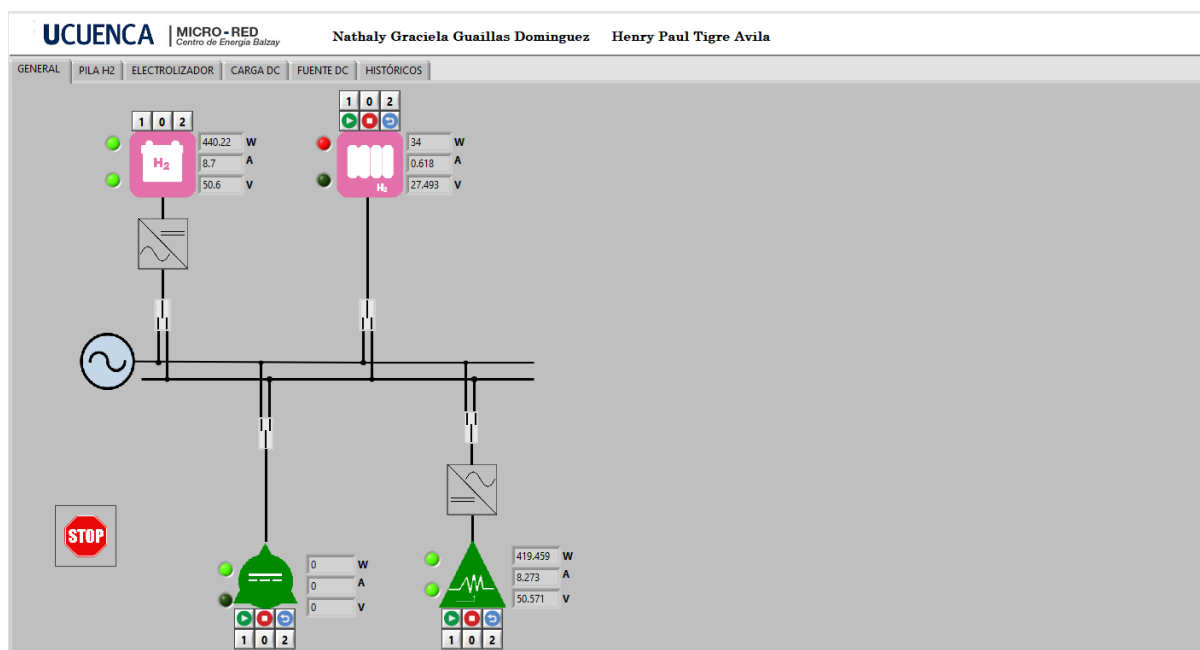 UCUENCA | MICRO-RED
Centro de Energía Balzay
Nathaly Graciela Guaillas Dominguez Henry Paul Tigre Avila
GENERAL PILA H2 ELECTROLIZADOR CARGA DC FUENTE DC HISTÓRICOS
1 0 2
440.22 W
8.7 A
50.6 V
H2
1 0 2
34 W
0.618 A
27.493 V
H2
STOP
0 W
0 A
0 V
1 0 2
419.459 W
8.273 A
50.571 V
1 0 2